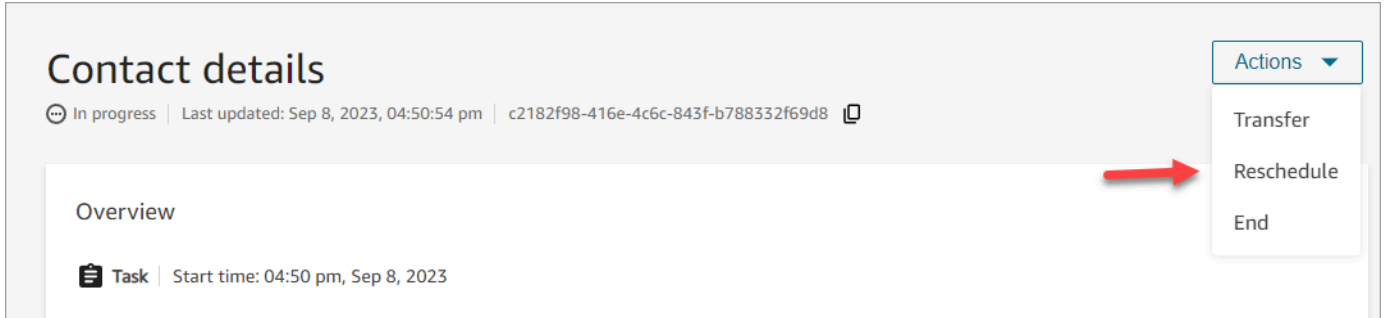 Contact details
Actions
In progress Last updated: Sep 8, 2023, 04:50:54 pm c2182f98-416e-4c6c-843f-b788332f69d8
Transfer
Reschedule
End
Overview
Task Start time: 04:50 pm, Sep 8, 2023